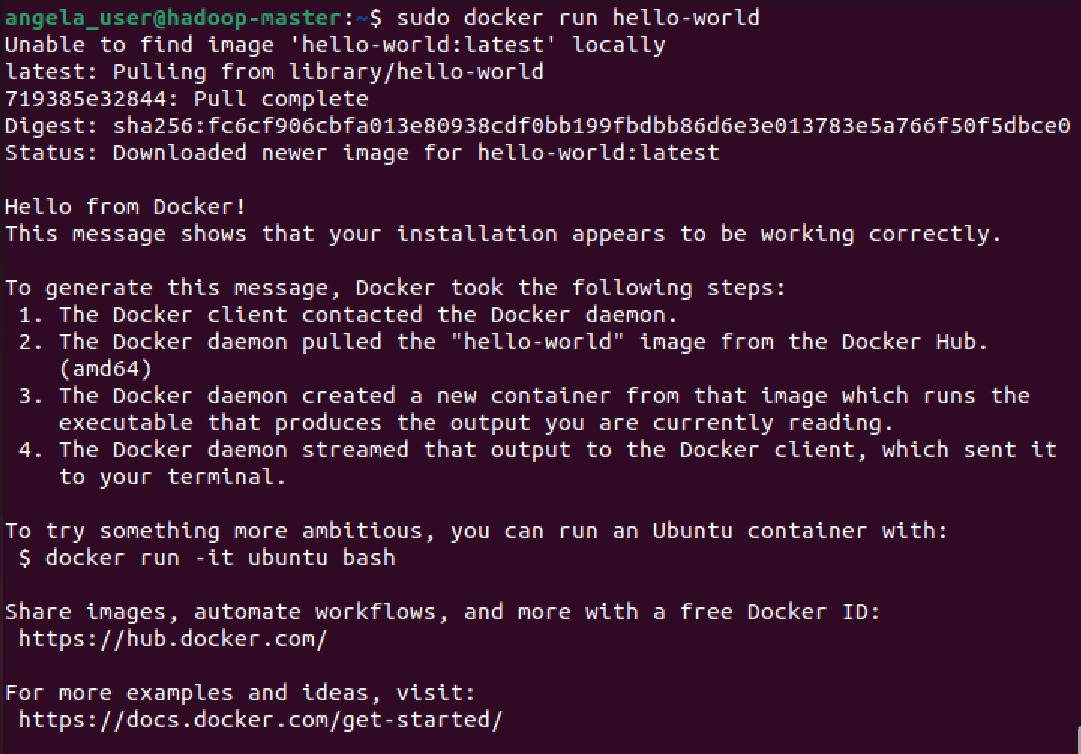 angela_user@hadoop-master:~$ sudo docker run hello-world
Unable to find image 'hello-world:latest' locally
latest: Pulling from library/hello-world
719385e32844: Pull complete
Digest: sha256:fc6cf906cbfa013e80938cdf0bb199fbdbb86d6e3e013783e5a766f50f5dbce0
Status: Downloaded newer image for hello-world:latest

Hello from Docker!
This message shows that your installation appears to be working correctly.

To generate this message, Docker took the following steps:
 1. The Docker client contacted the Docker daemon.
 2. The Docker daemon pulled the "hello-world" image from the Docker Hub.
    (amd64)
 3. The Docker daemon created a new container from that image which runs the
    executable that produces the output you are currently reading.
 4. The Docker daemon streamed that output to the Docker client, which sent it
    to your terminal.

To try something more ambitious, you can run an Ubuntu container with:
 $ docker run -it ubuntu bash

Share images, automate workflows, and more with a free Docker ID:
 https://hub.docker.com/

For more examples and ideas, visit:
 https://docs.docker.com/get-started/